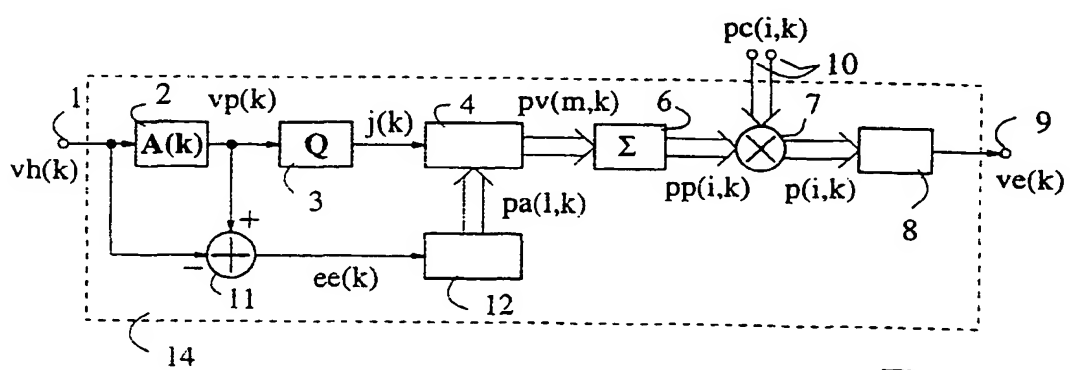 pc(i,k)
10
1
2
vp(k)
4
pv(m,k)
6
7
9
A(k)
Q
j(k)
Σ
vh(k)
3
pp(i,k)
p(i,k)
8
ve(k)
pa(l,k)
+
−
11
ee(k)
12
14